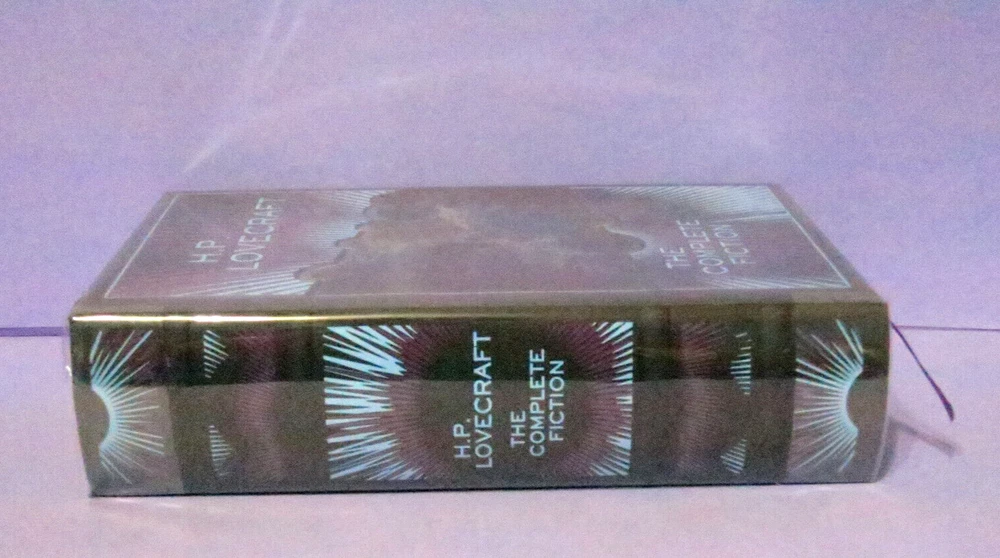 H.P.
LOVECRAFT
THE
COMPLETE
FICTION
H.P.
LOVECRAFT
THE
COMPLETE
FICTION